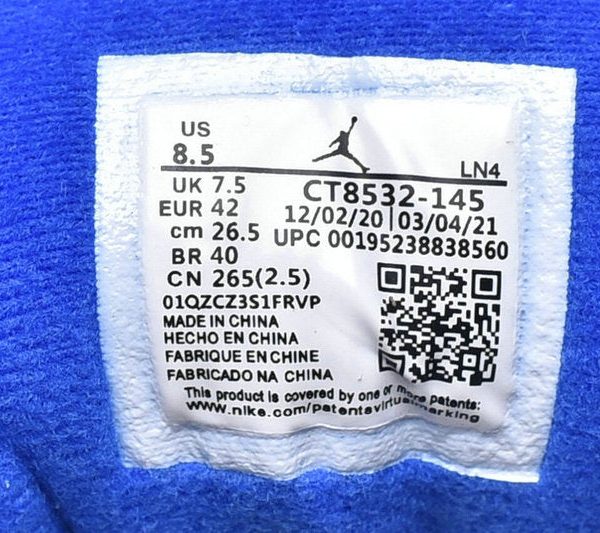 US
8.5
LN4
UK 7.5
CT8532-145
EUR 42
12/02/20 | 03/04/21
cm 26.5
UPC 00195238838560
BR 40
CN 265(2.5)
01QZCZ3S1FRVP
MADE IN CHINA
HECHO EN CHINA
FABRIQUE EN CHINE
FABRICADO NA CHINA
This product is covered by one or more patents:
www.nike.com/patentsvirtualmarking